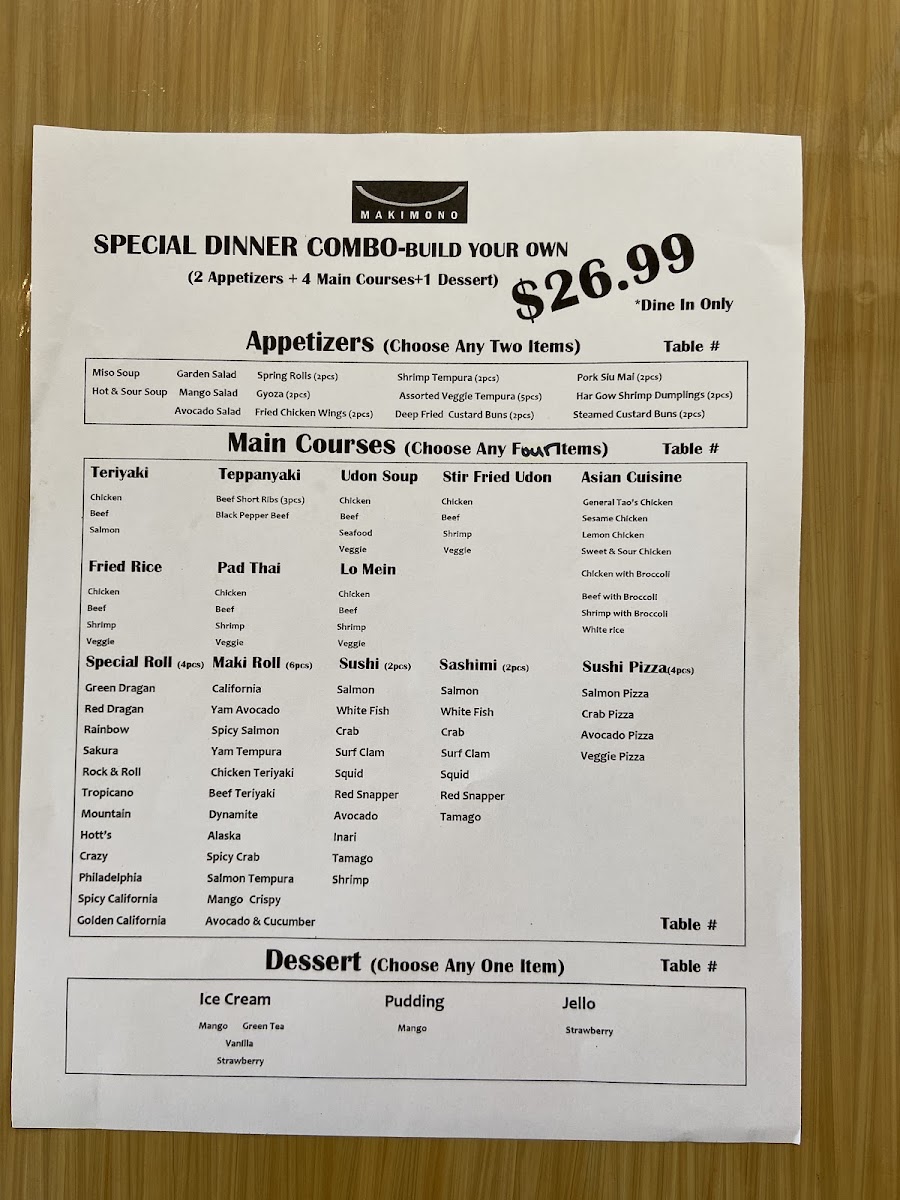 MAKIMONO
SPECIAL DINNER COMBO-BUILD YOUR OWN
(2 Appetizers + 4 Main Courses+1 Dessert)
$26.99
*Dine In Only
Appetizers (Choose Any Two Items) Table #
Miso Soup Garden Salad Spring Rolls (2pcs) Shrimp Tempura (2pcs) Pork Siu Mai (2pcs)
Hot & Sour Soup Mango Salad Gyoza (2pcs) Assorted Veggie Tempura (5pcs) Har Gow Shrimp Dumplings (2pcs)
Avocado Salad Fried Chicken Wings (2pcs) Deep Fried Custard Buns (2pcs) Steamed Custard Buns (2pcs)
Main Courses (Choose Any Four Items) Table #
Teriyaki
Chicken
Beef
Salmon
Teppanyaki
Beef Short Ribs (3pcs)
Black Pepper Beef
Udon Soup
Chicken
Beef
Seafood
Veggie
Stir Fried Udon
Chicken
Beef
Shrimp
Veggie
Asian Cuisine
General Tao's Chicken
Sesame Chicken
Lemon Chicken
Sweet & Sour Chicken
Chicken with Broccoli
Beef with Broccoli
Shrimp with Broccoli
White rice
Fried Rice
Chicken
Beef
Shrimp
Veggie
Pad Thai
Chicken
Beef
Shrimp
Veggie
Lo Mein
Chicken
Beef
Shrimp
Veggie
Special Roll (4pcs)
Green Dragan
Red Dragan
Rainbow
Sakura
Rock & Roll
Tropicano
Mountain
Hott's
Crazy
Philadelphia
Spicy California
Golden California
Maki Roll (6pcs)
California
Yam Avocado
Spicy Salmon
Yam Tempura
Chicken Teriyaki
Beef Teriyaki
Dynamite
Alaska
Spicy Crab
Salmon Tempura
Mango Crispy
Avocado & Cucumber
Sushi (2pcs)
Salmon
White Fish
Crab
Surf Clam
Squid
Red Snapper
Avocado
Inari
Tamago
Shrimp
Sashimi (2pcs)
Salmon
White Fish
Crab
Surf Clam
Squid
Red Snapper
Tamago
Sushi Pizza(4pcs)
Salmon Pizza
Crab Pizza
Avocado Pizza
Veggie Pizza
Table #
Dessert (Choose Any One Item) Table #
Ice Cream
Mango Green Tea
Vanilla
Strawberry
Pudding
Mango
Jello
Strawberry